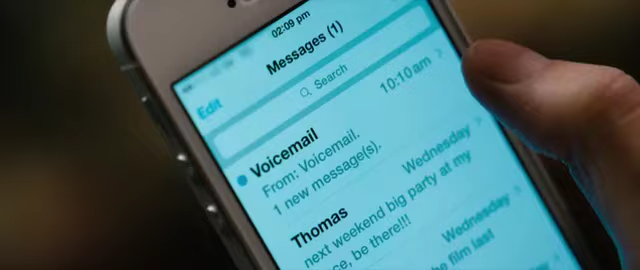 02:09 pm
Messages (1)
Edit
Search
Voicemail
10:10 am
From: Voicemail.
1 new message(s).
Thomas
Wednesday
next weekend big party at my
be there!!!
Wednesday
the film last